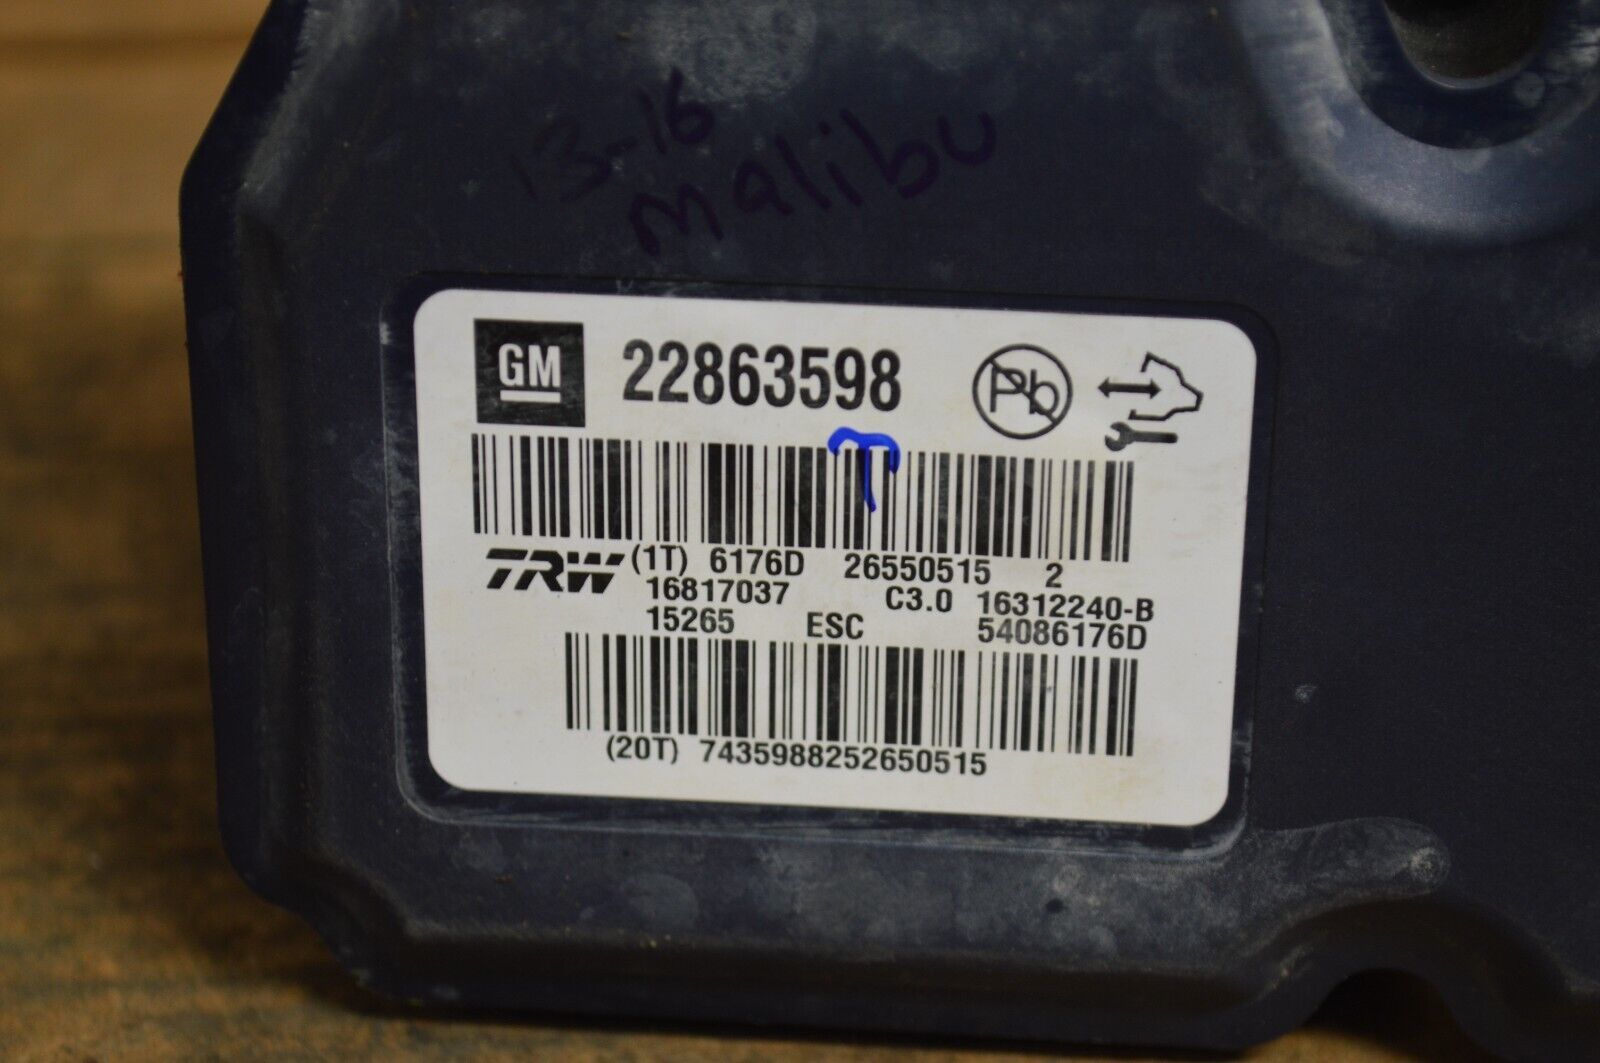 13-16
malibu
GM 22863598 Pb
T
TRW (1T) 6176D 26550515 2
16817037 C3.0 16312240-B
15265 ESC 54086176D
(20T) 7435988252650515